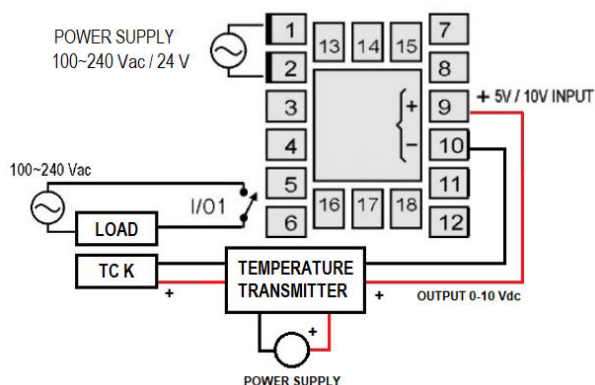 POWER SUPPLY
100~240 Vac / 24 V
1
2
3
4
5
6
13
14
15
16
17
18
7
8
9
10
11
12
+
−
+ 5V / 10V INPUT
100~240 Vac
I/O1
LOAD
TC K
+
TEMPERATURE
TRANSMITTER
+
OUTPUT 0-10 Vdc
+
POWER SUPPLY